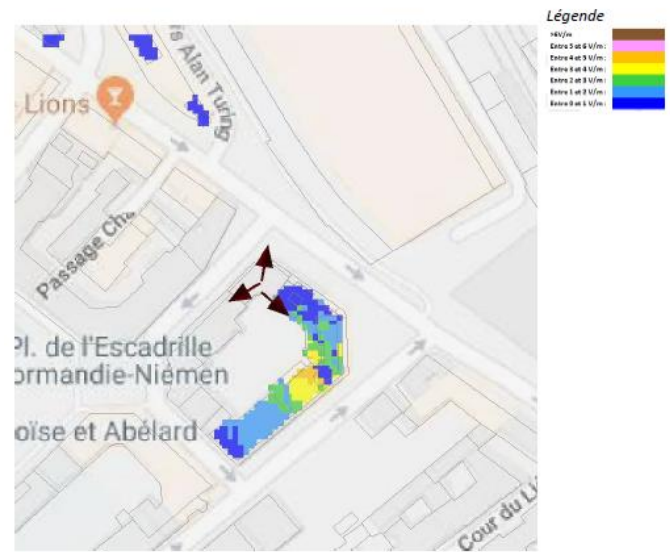 Légende
>6V/m
Entre 5 et 6 V/m :
Entre 4 et 5 V/m :
Entre 3 et 4 V/m :
Entre 2 et 3 V/m :
Entre 1 et 2 V/m :
Entre 0 et 1 V/m :
rs Alan Turing
Lions
Passage Cha
Pl. de l'Escadrille
ormandie-Niémen
oïse et Abélard
Cour du Li